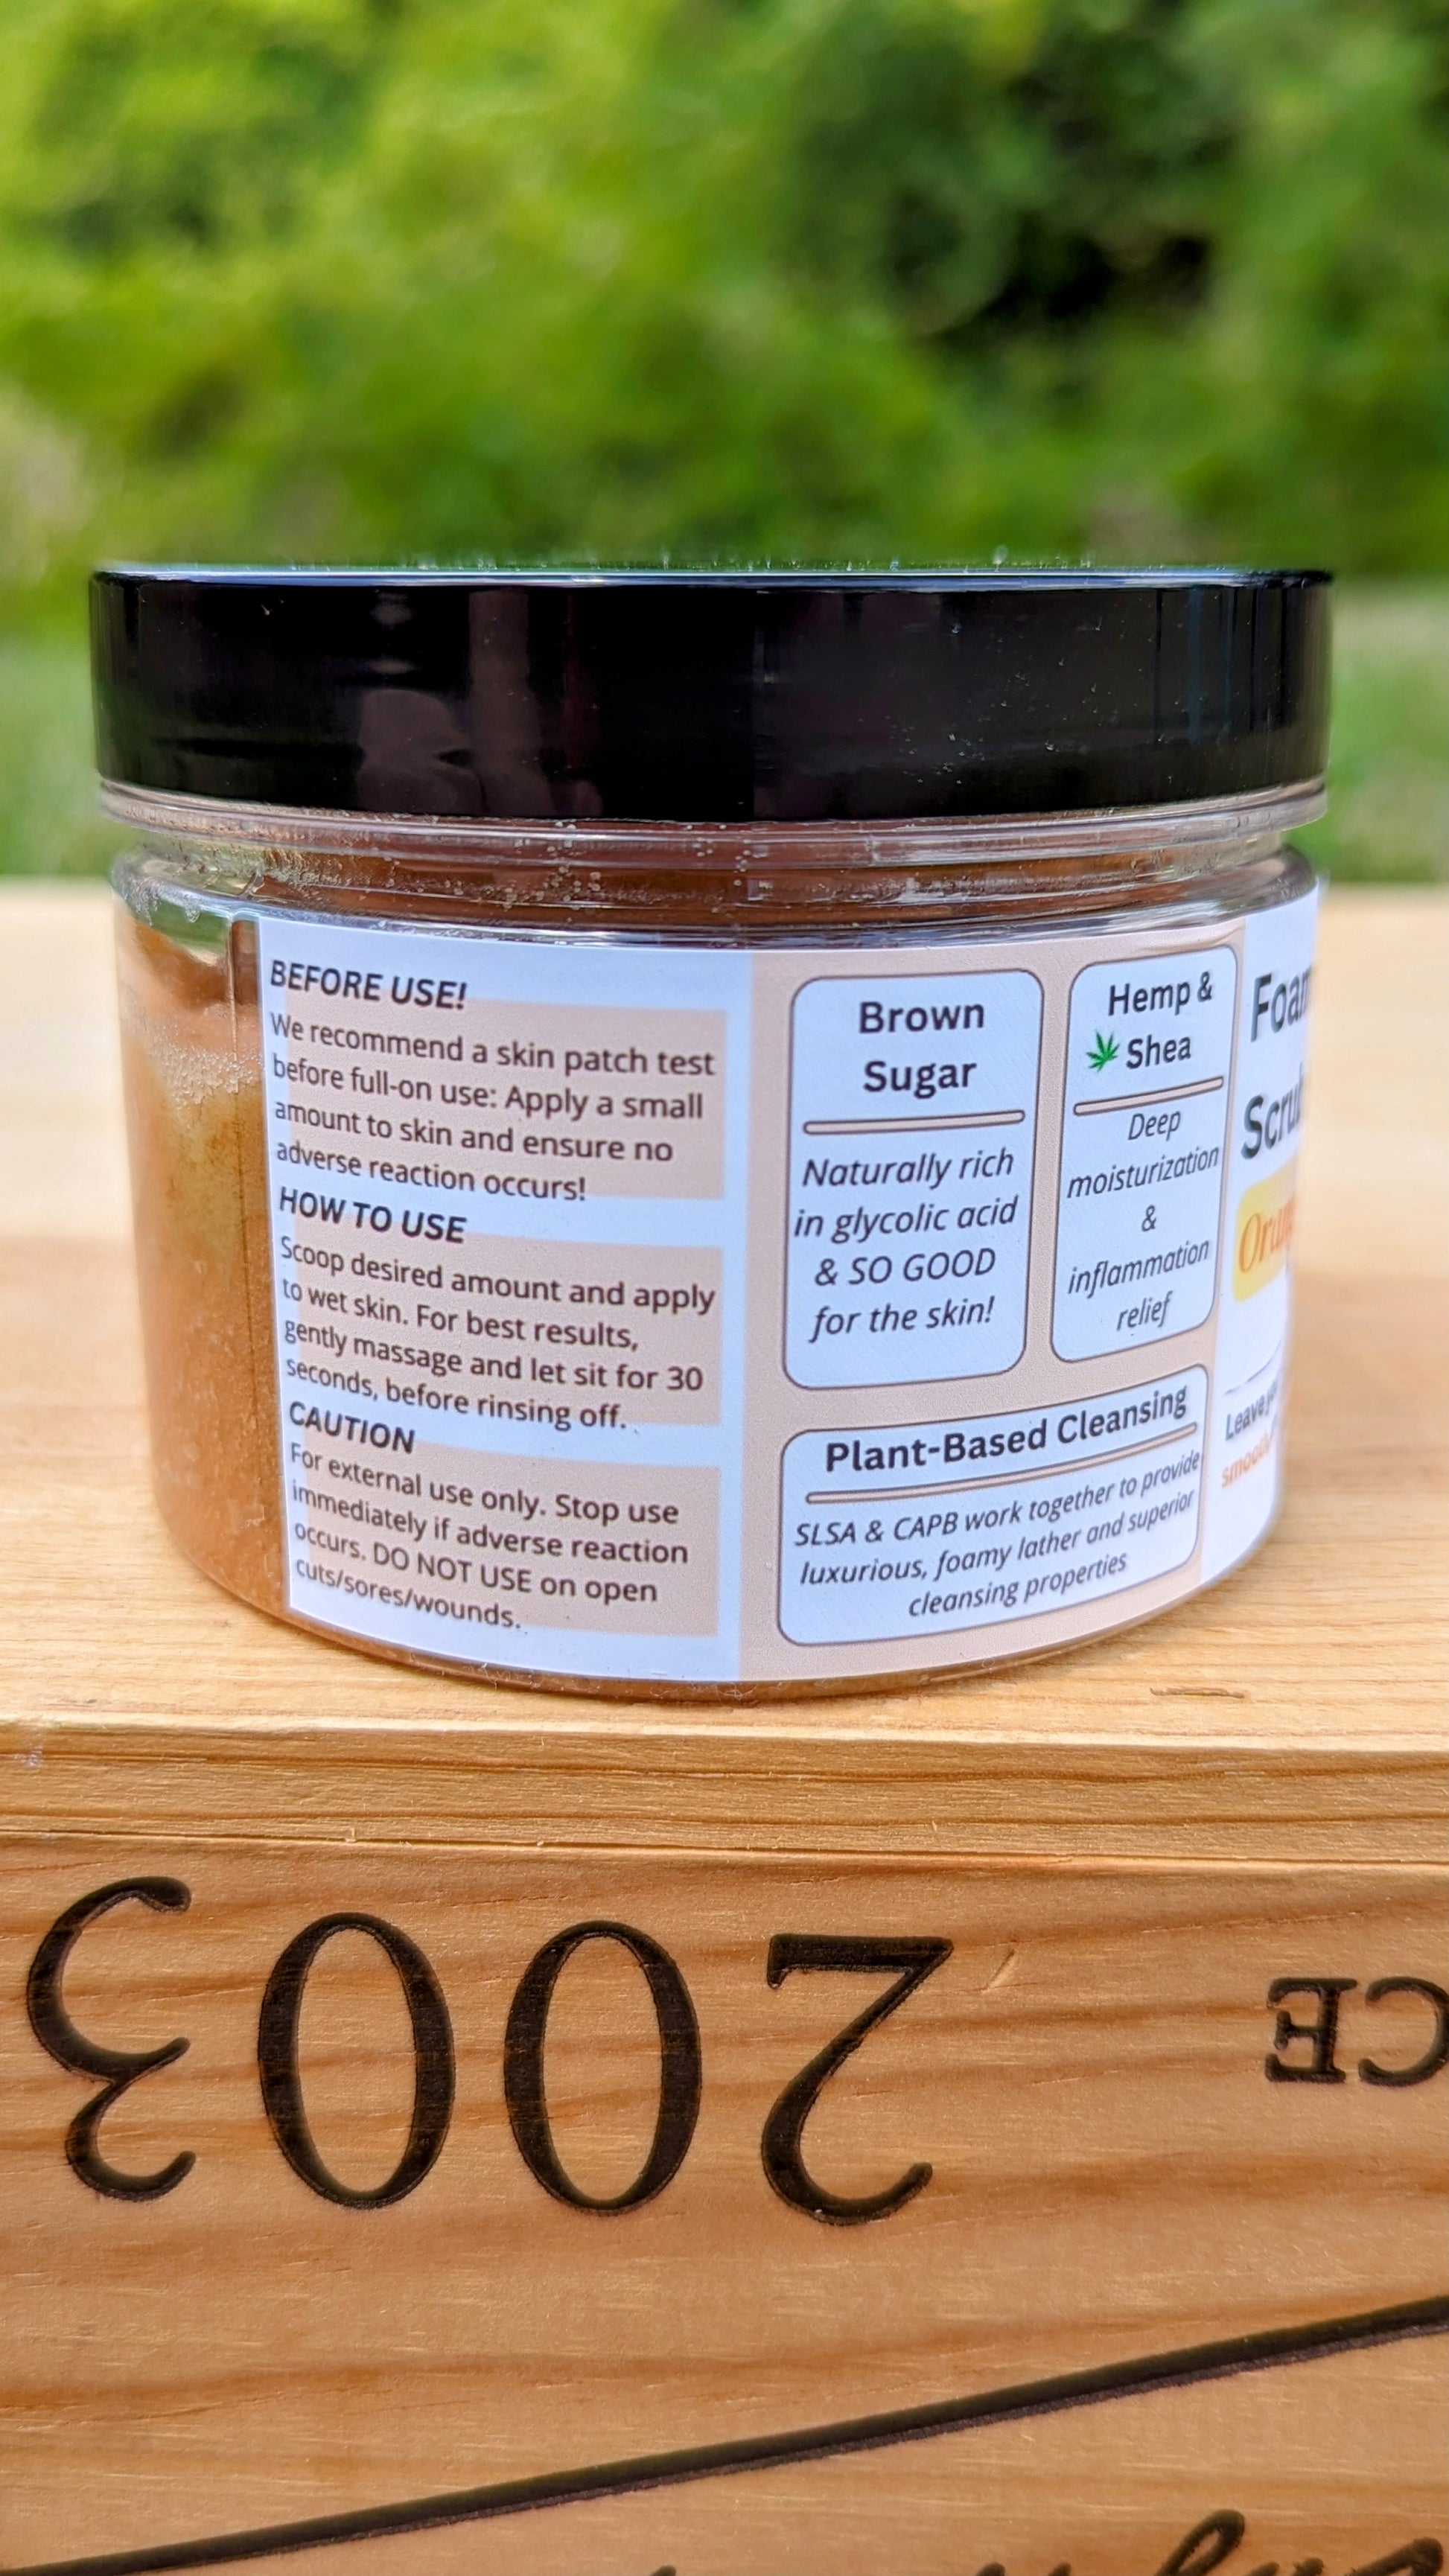 BEFORE USE!
We recommend a skin patch test
before full-on use: Apply a small
amount to skin and ensure no
adverse reaction occurs!
HOW TO USE
Scoop desired amount and apply
to wet skin. For best results,
gently massage and let sit for 30
seconds, before rinsing off.
CAUTION
For external use only. Stop use
immediately if adverse reaction
occurs. DO NOT USE on open
cuts/sores/wounds.
Brown
Sugar
Naturally rich
in glycolic acid
& SO GOOD
for the skin!
Hemp &
Shea
Deep
moisturization
&
inflammation
relief
Plant-Based Cleansing
SLSA & CAPB work together to provide
luxurious, foamy lather and superior
cleansing properties
Leave
2003
CE